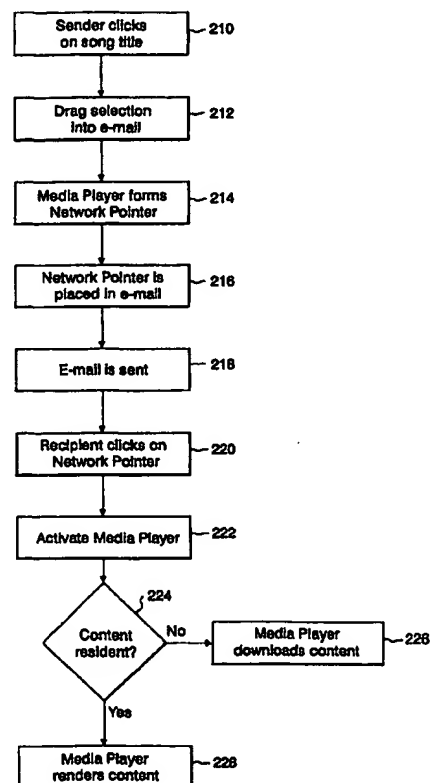 Sender clicks
on song title
210
Drag selection
into e-mail
212
Media Player forms
Network Pointer
214
Network Pointer is
placed in e-mail
216
E-mail is sent
218
Recipient clicks on
Network Pointer
220
Activate Media Player
222
224
Content
resident?
No
Media Player
downloads content
226
Yes
Media Player
renders content
228